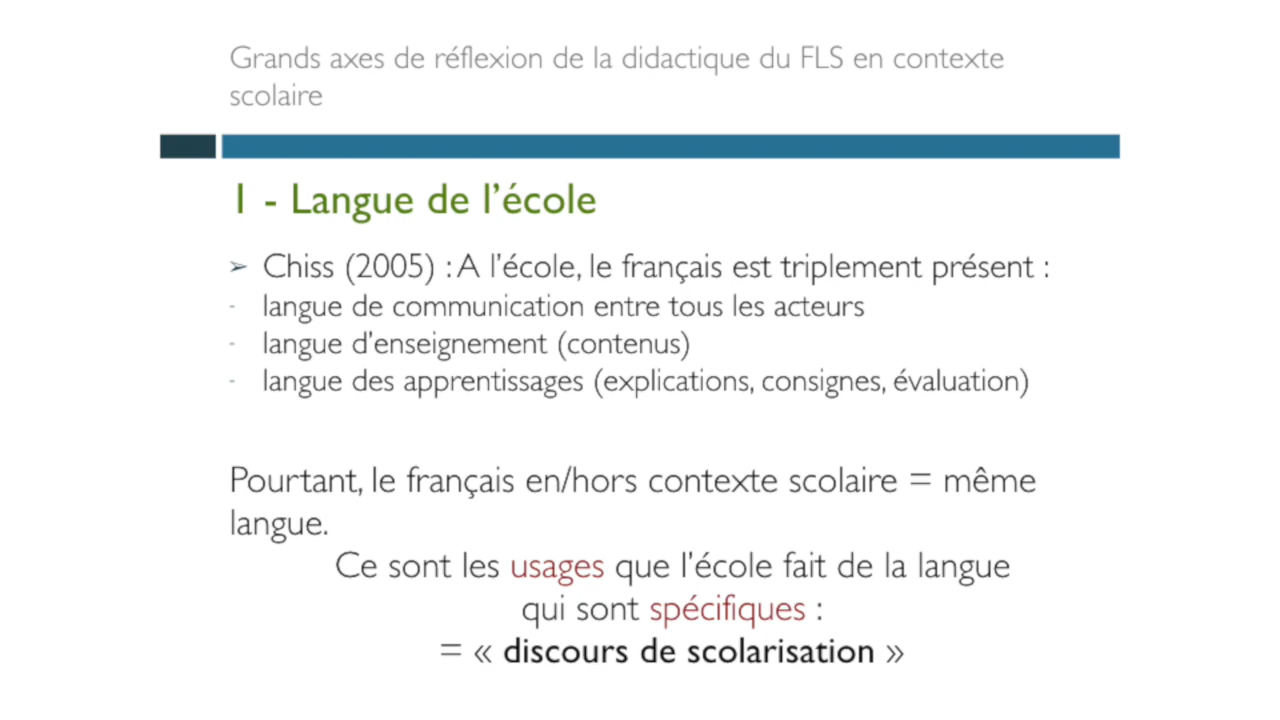 Grands axes de réflexion de la didactique du FLS en contexte
scolaire
1 - Langue de l’école
➢ Chiss (2005) : A l’école, le français est triplement présent :
- langue de communication entre tous les acteurs
- langue d’enseignement (contenus)
- langue des apprentissages (explications, consignes, évaluation)
Pourtant, le français en/hors contexte scolaire = même
langue.
Ce sont les usages que l’école fait de la langue
qui sont spécifiques :
= « discours de scolarisation »